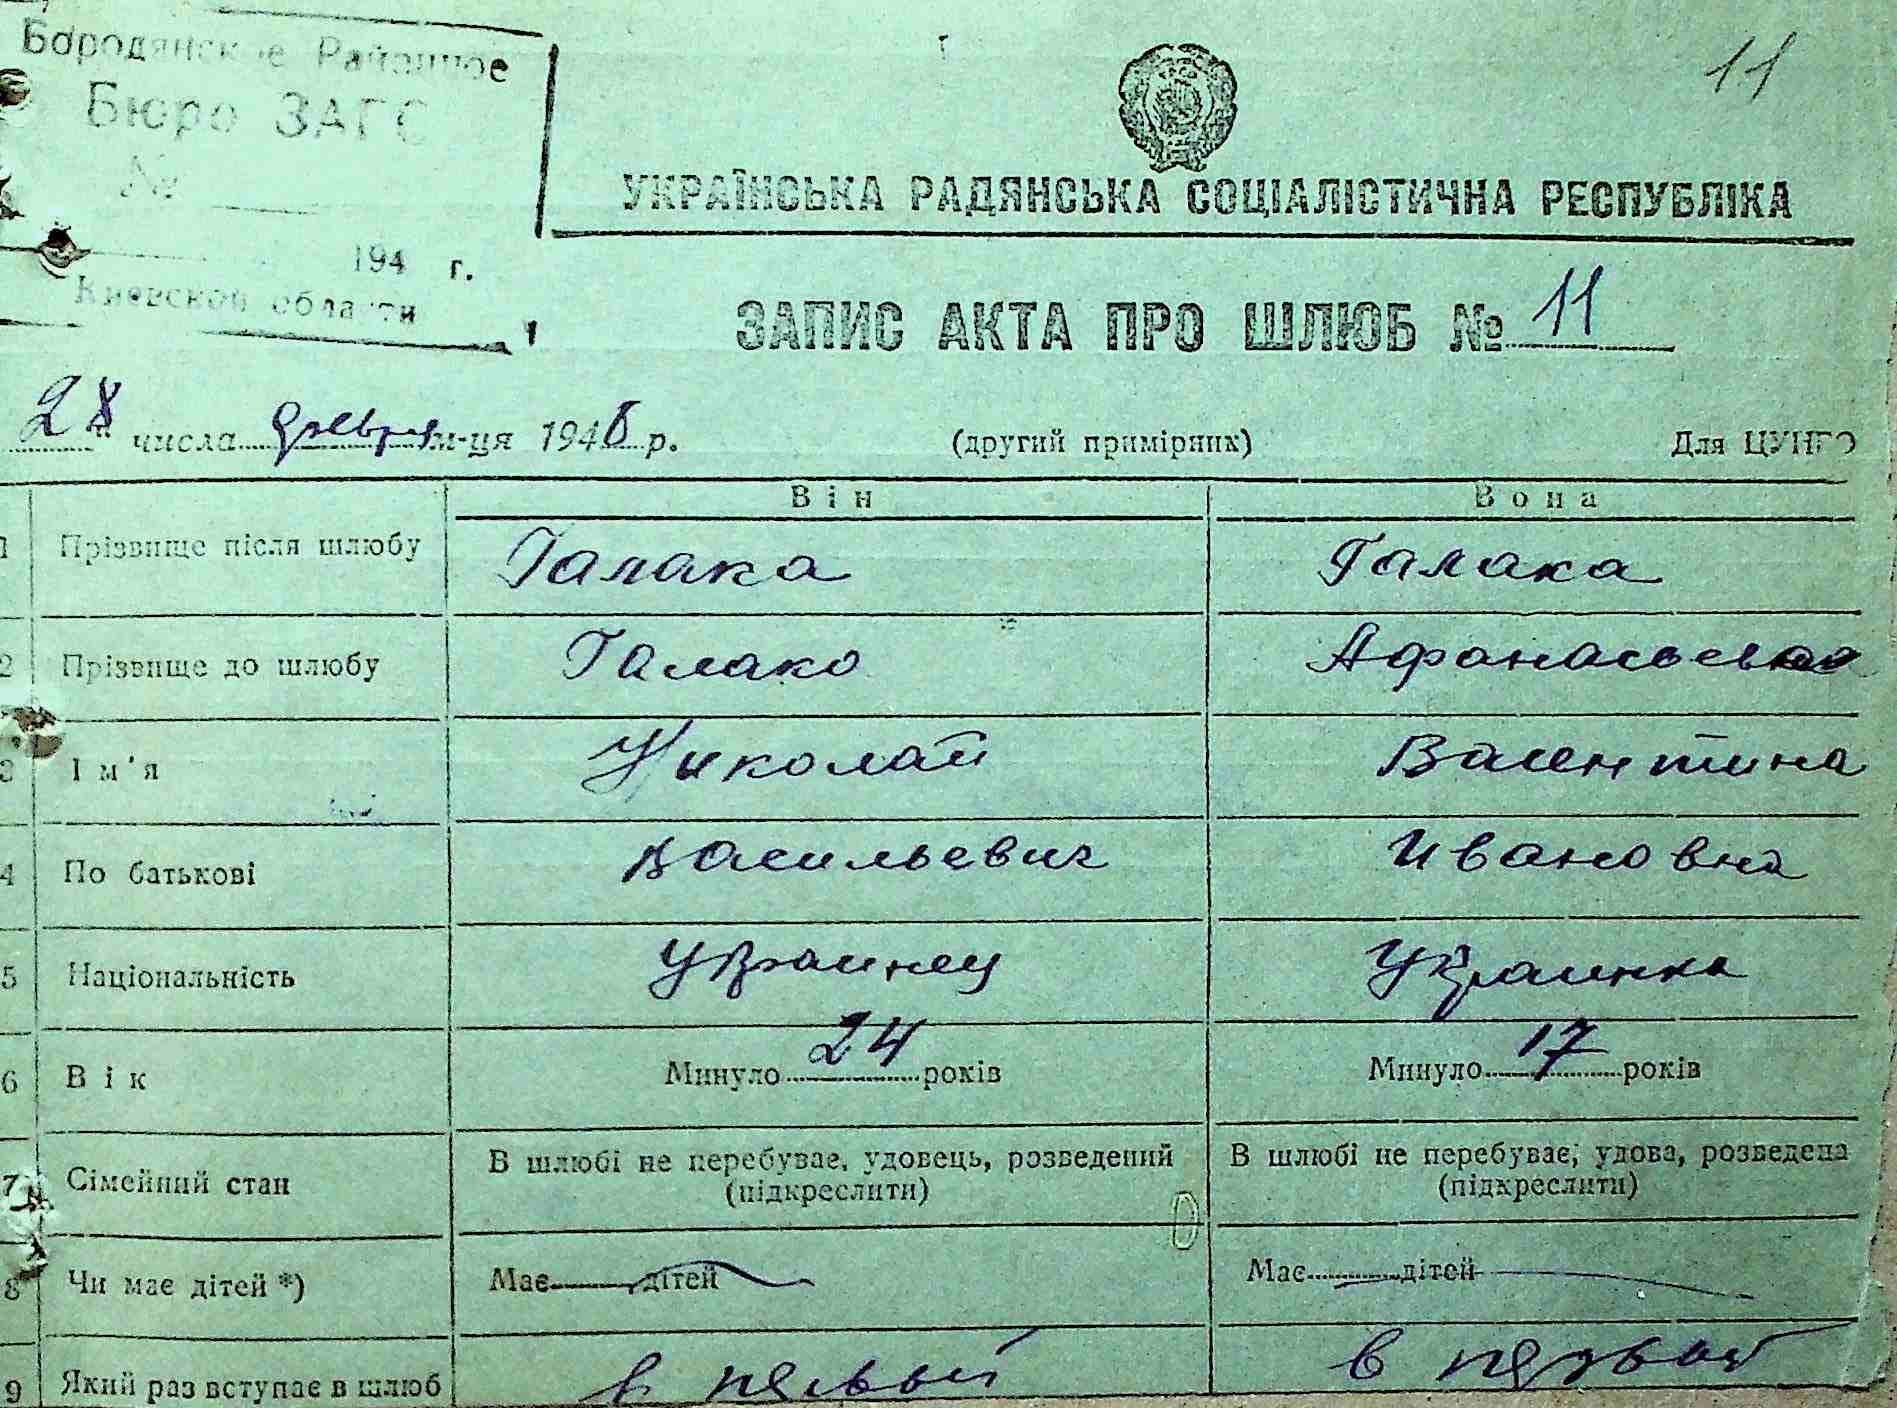 Бородянское Районное
Бюро ЗАГС
№
194 г.
Киевской области
11
УКРАЇНСЬКА РАДЯНСЬКА СОЦІАЛІСТИЧНА РЕСПУБЛІКА
ЗАПИС АКТА ПРО ШЛЮБ № 11
28 " числа февраля м-ця 1948 р. (другий примірник) Для ЦУНГО
Він Вона
1 Прізвище після шлюбу Галака Галака
2 Прізвище до шлюбу Галако Афанасьевна
3 Ім'я Николай Валентина
4 По батькові Васильевич Ивановна
5 Національність Украинец Украинка
6 Вік Минуло 24 років Минуло 17 років
7 Сімейний стан В шлюбі не перебуває, удовець, розведений В шлюбі не перебуває, удова, розведена
(підкреслити) (підкреслити)
8 Чи має дітей *) Має дітей Має дітей
9 Який раз вступає в шлюб в первый в первый